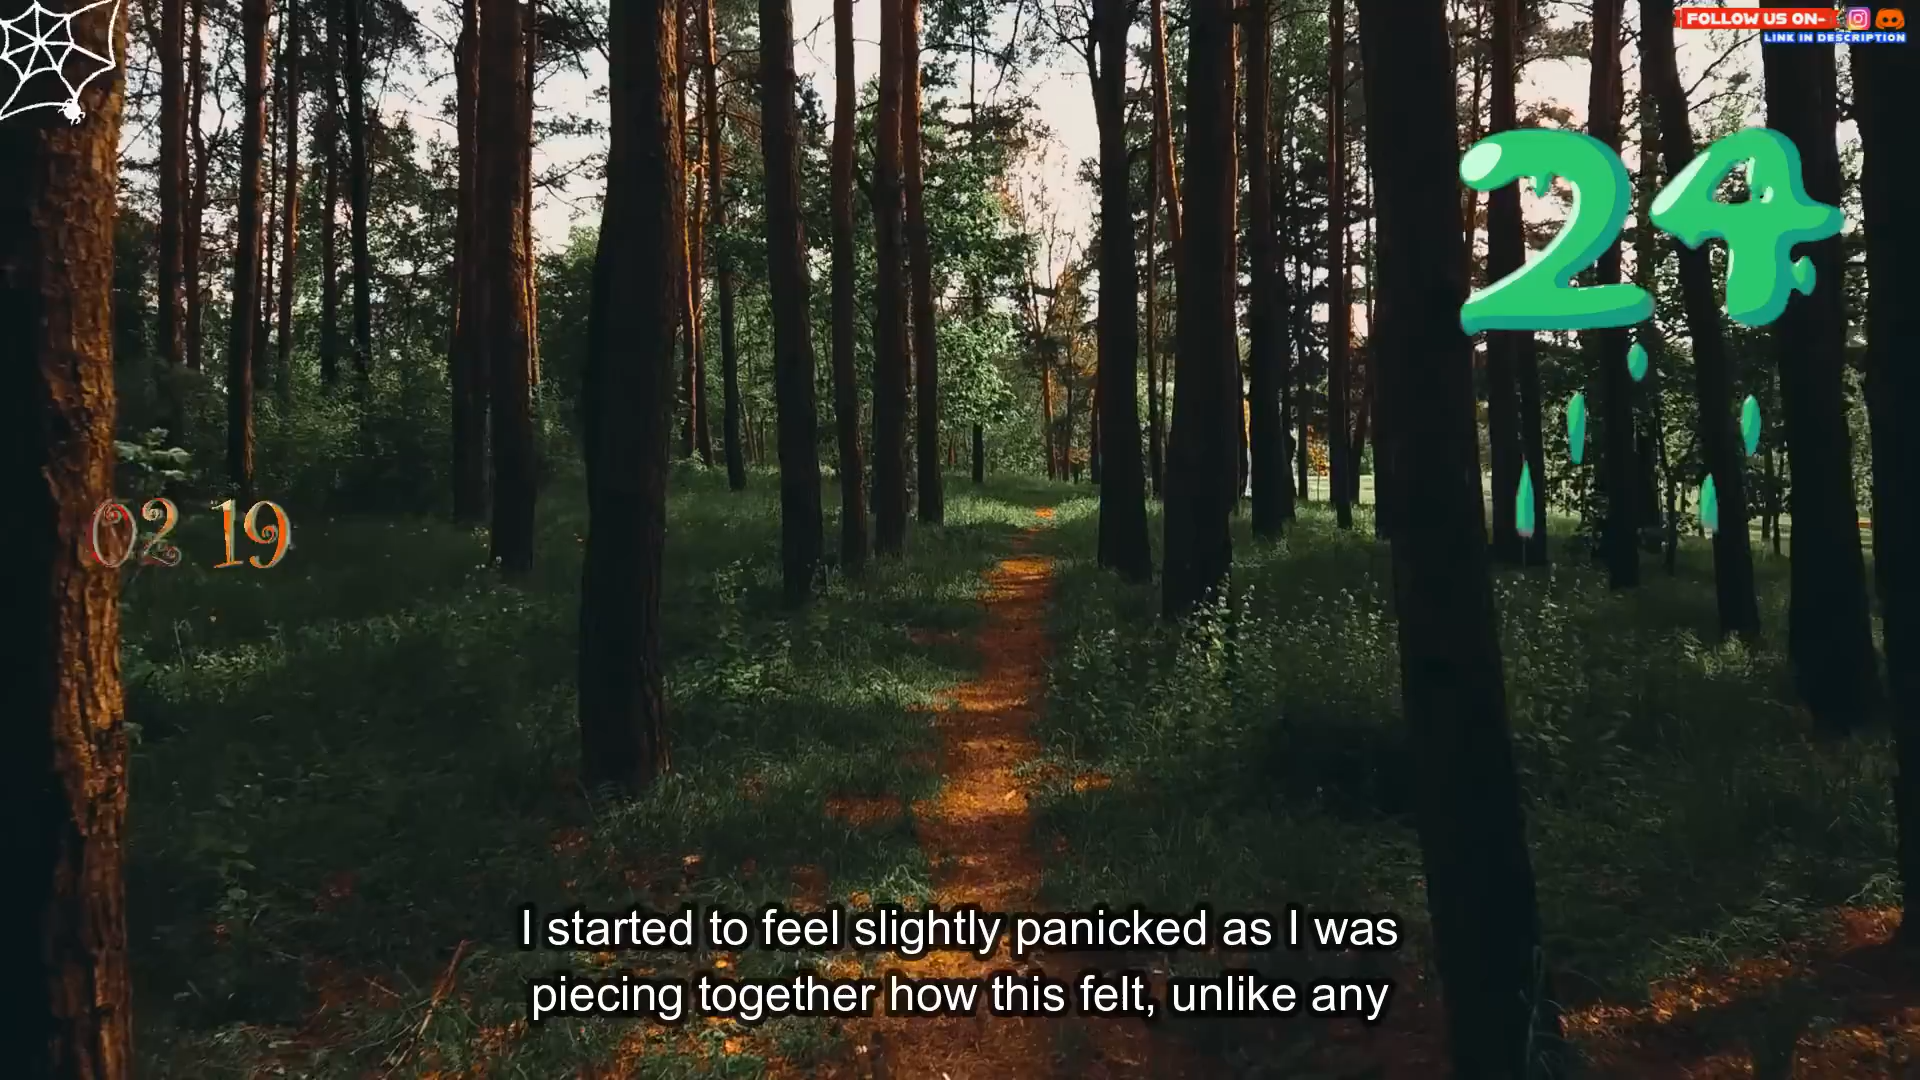 FOLLOW US ON-
LINK IN DESCRIPTION
24
02 19
I started to feel slightly panicked as I was
piecing together how this felt, unlike any